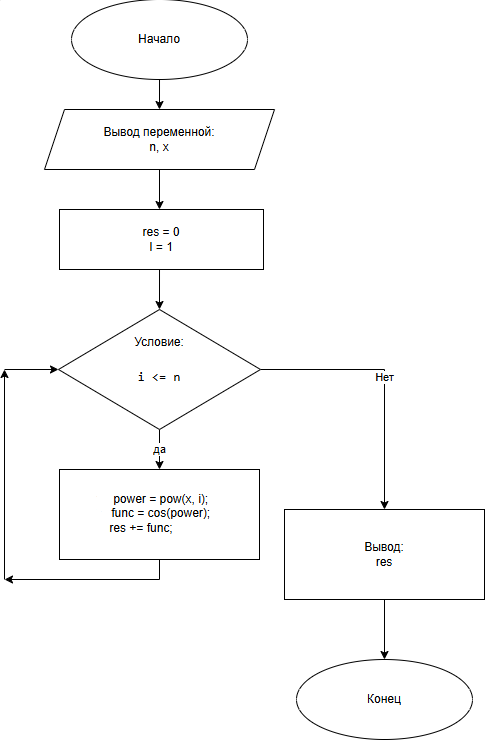 Начало
Вывод переменной:
n, x
res = 0
I = 1
Условие:
i <= n
Нет
да
power = pow(x, i);
func = cos(power);
res += func;
Вывод:
res
Конец